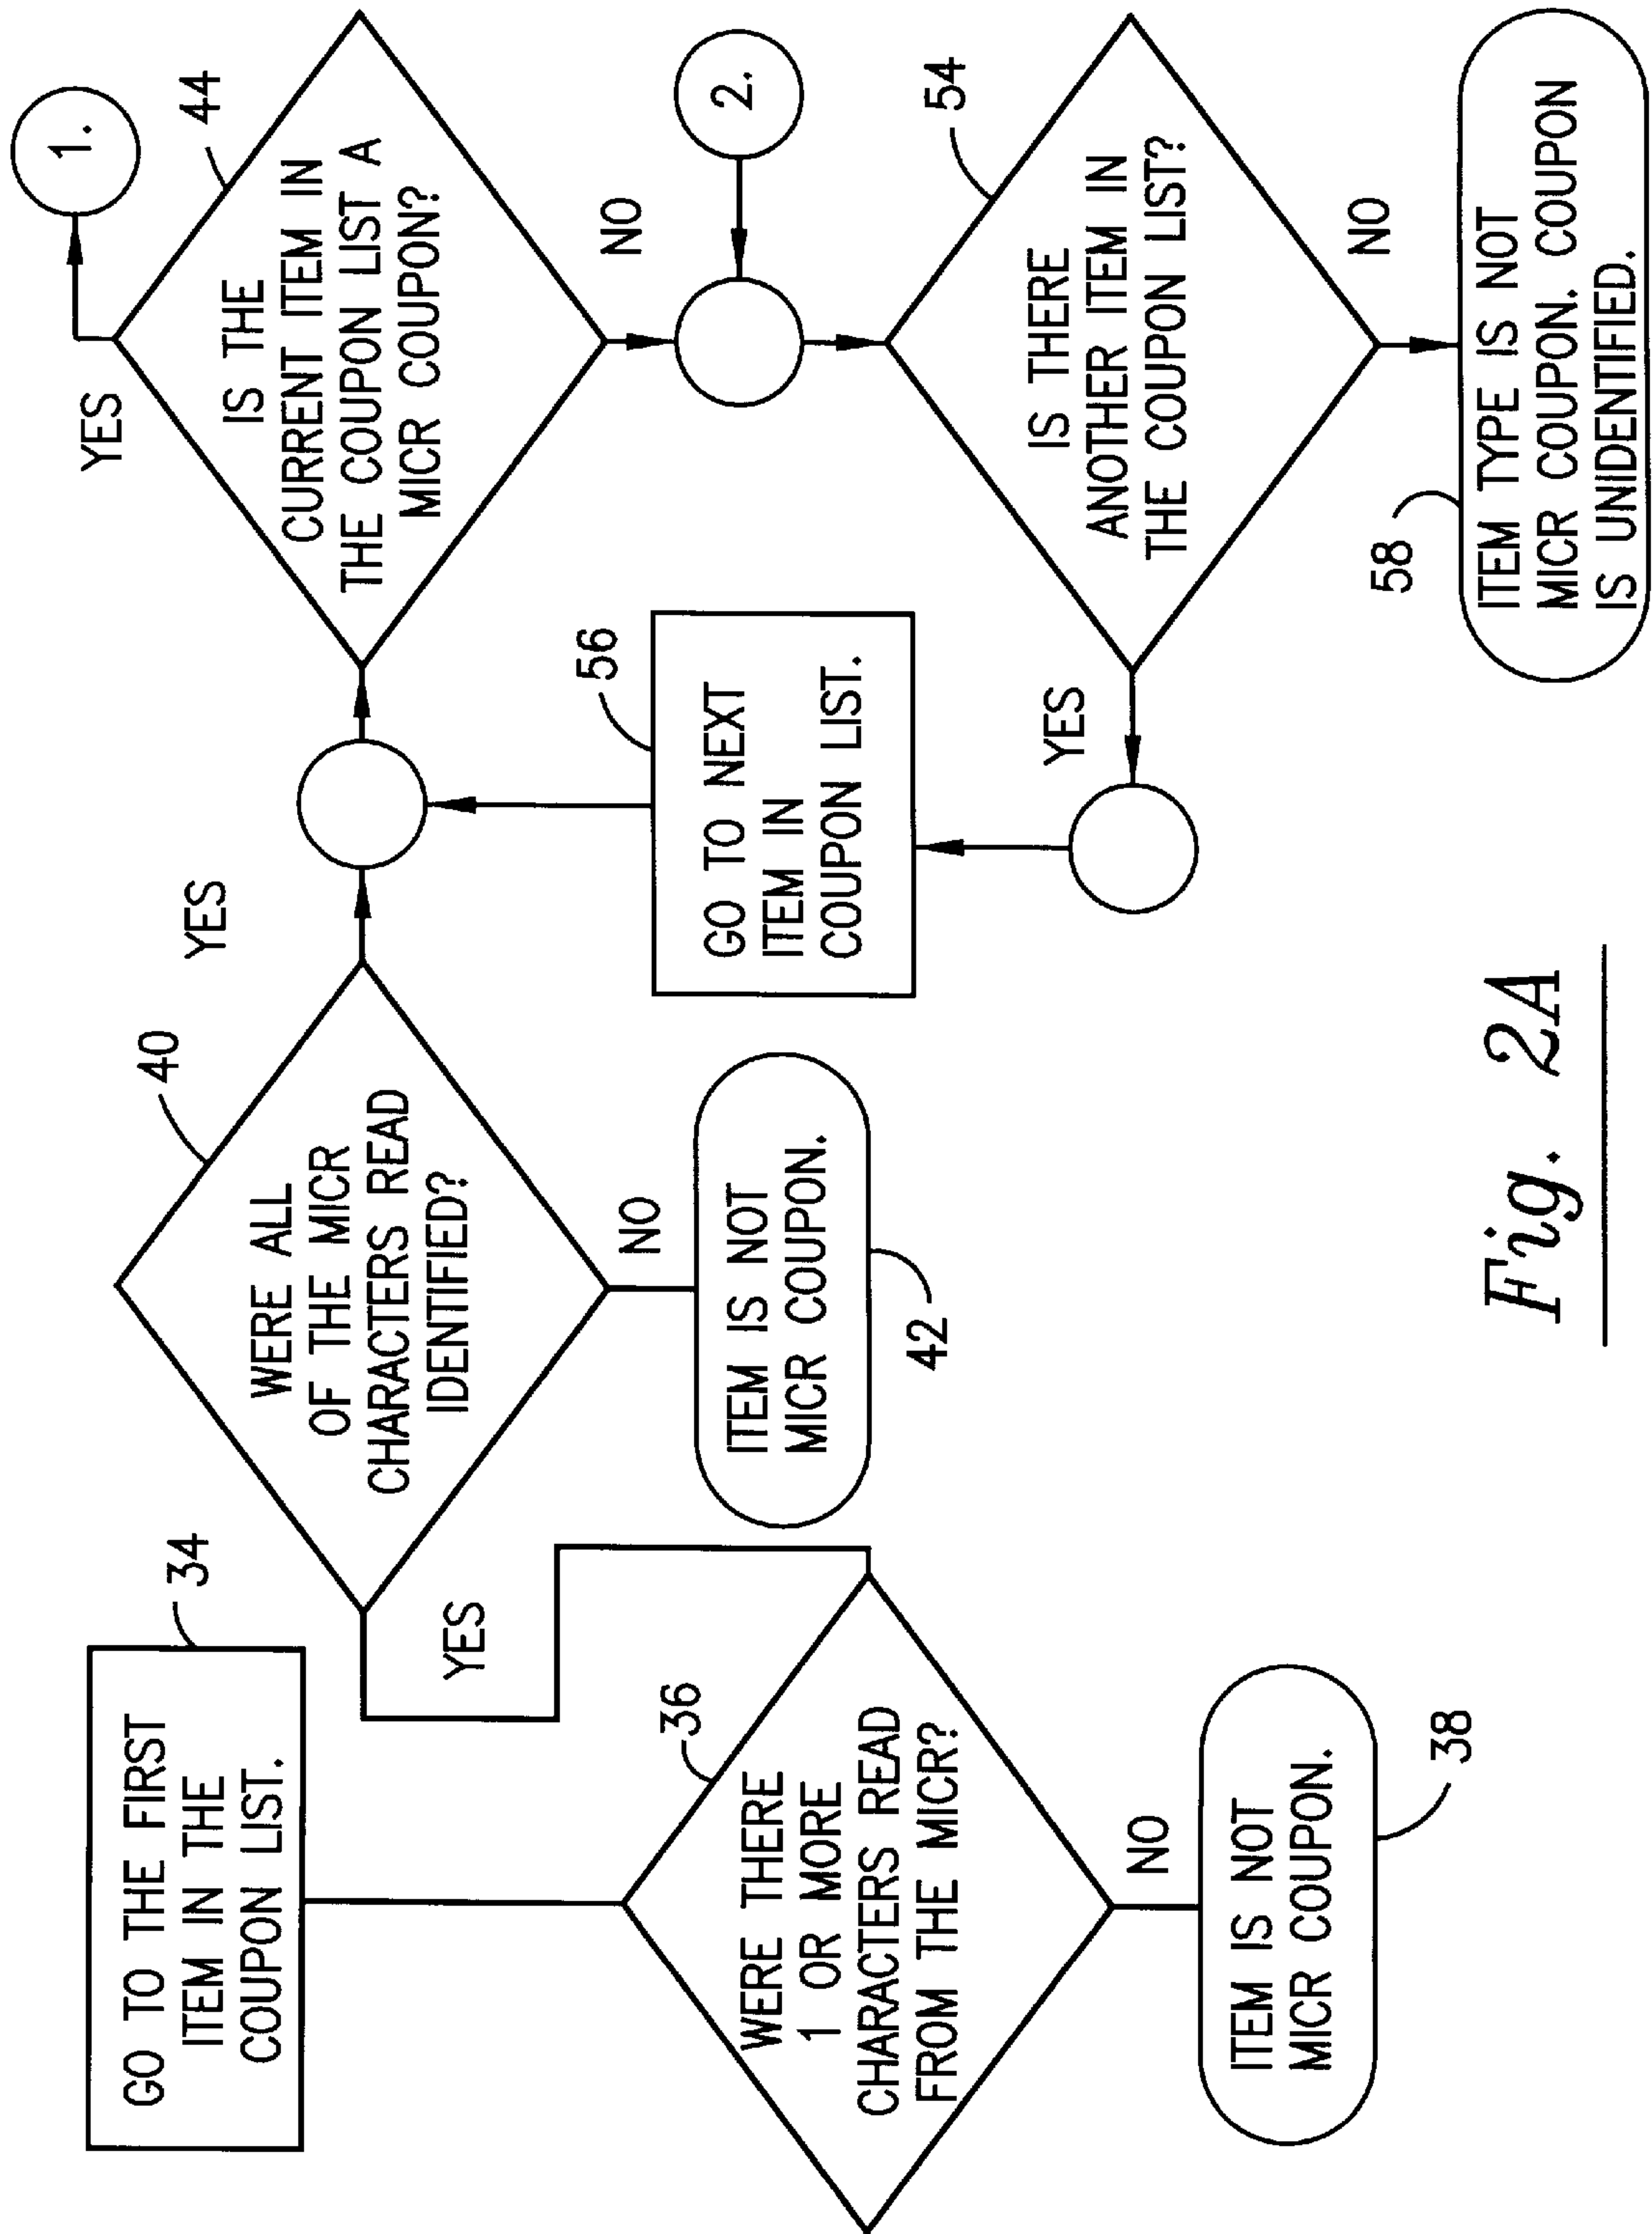 34
GO TO THE FIRST
ITEM IN THE
COUPON LIST.
36
WERE THERE
1 OR MORE
CHARACTERS READ
FROM THE MICR?
NO
ITEM IS NOT
MICR COUPON.
38
YES
40
WERE ALL
OF THE MICR
CHARACTERS READ
IDENTIFIED?
NO
ITEM IS NOT
MICR COUPON.
42
YES
44
IS THE
CURRENT ITEM IN
THE COUPON LIST A
MICR COUPON?
YES
1.
NO
2.
54
IS THERE
ANOTHER ITEM IN
THE COUPON LIST?
YES
56
GO TO NEXT
ITEM IN
COUPON LIST.
NO
58
ITEM TYPE IS NOT
MICR COUPON. COUPON
IS UNIDENTIFIED.
Fig. 2A